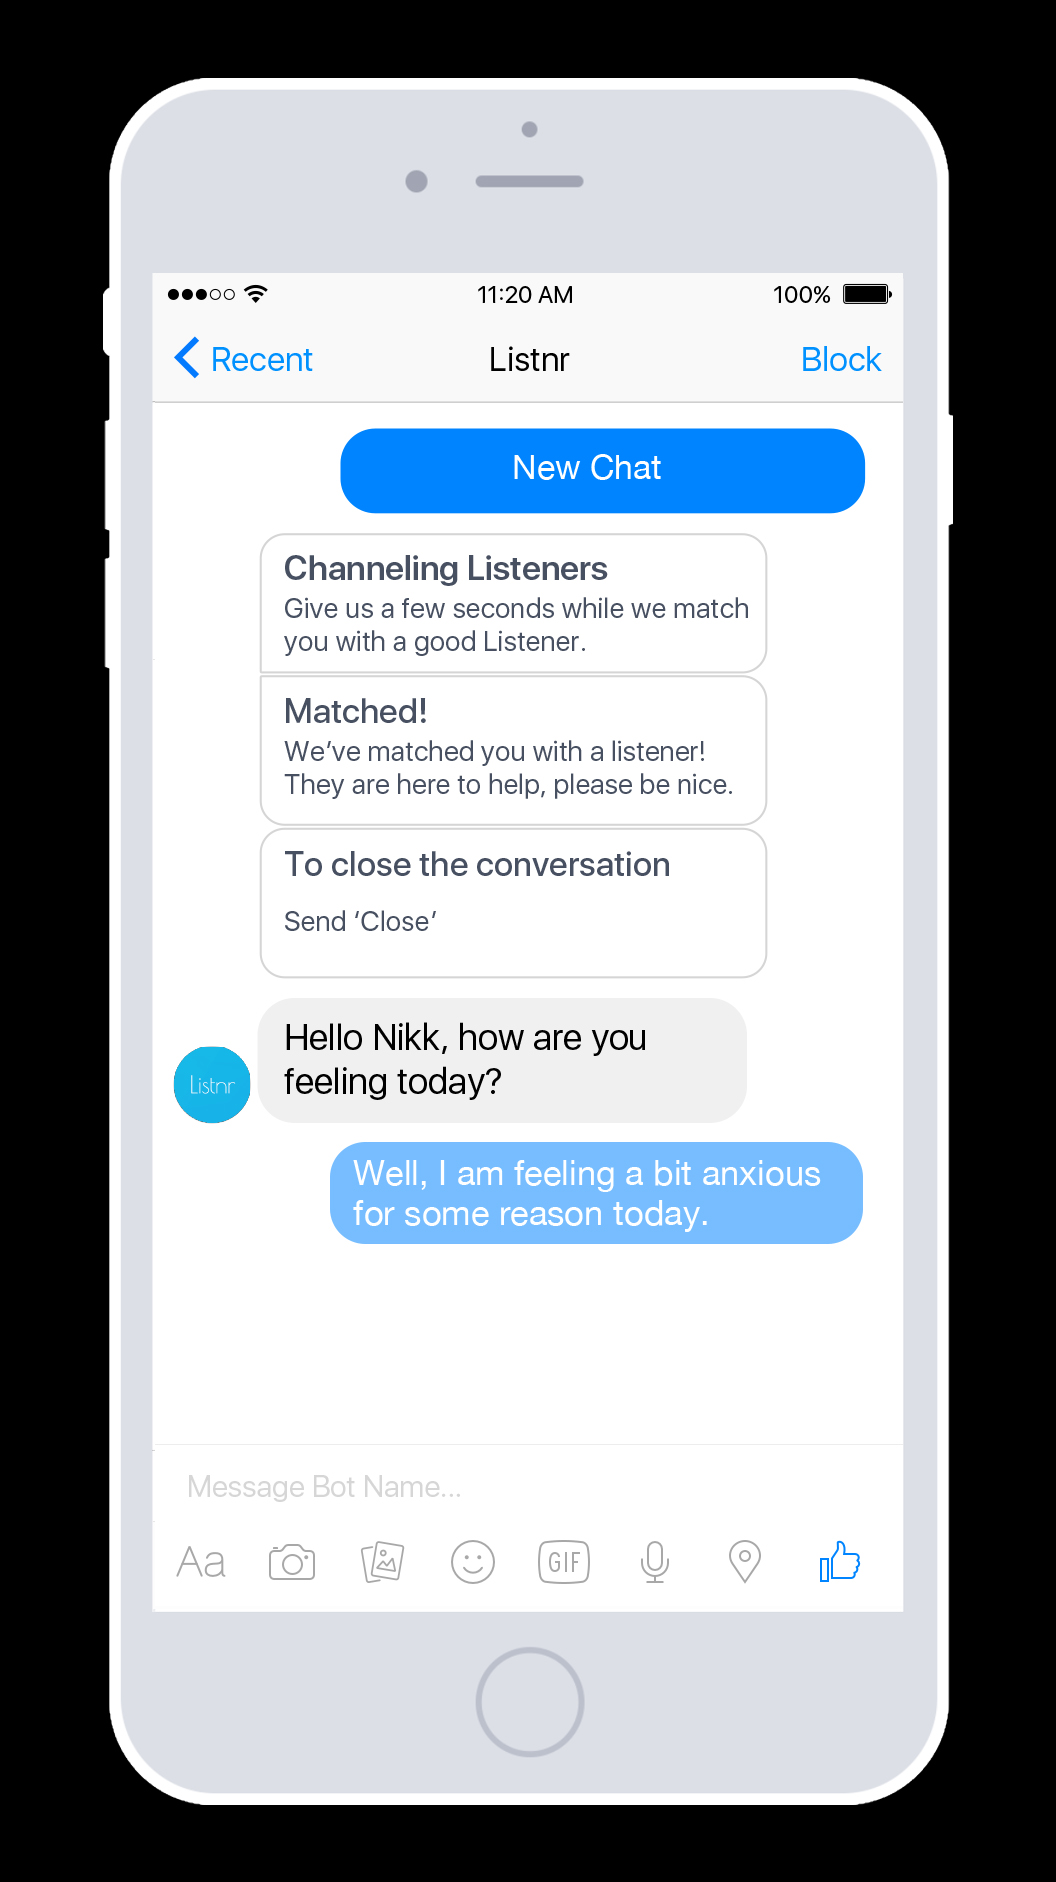 11:20 AM 100%
Recent Listnr Block
New Chat
Channeling Listeners
Give us a few seconds while we match
you with a good Listener.
Matched!
We’ve matched you with a listener!
They are here to help, please be nice.
To close the conversation
Send ‘Close’
Hello Nikk, how are you
feeling today?
Listnr
Well, I am feeling a bit anxious
for some reason today.
Message Bot Name...
Aa GIF